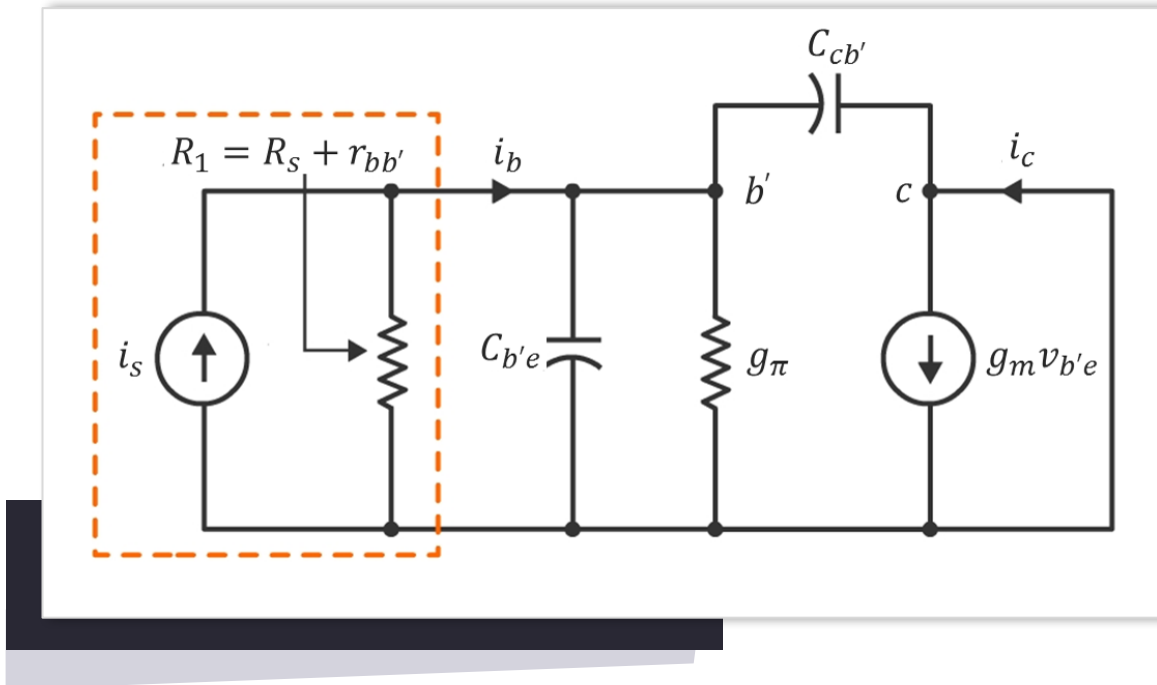 C_{cb'}
R_1 = R_s + r_{bb'}
i_b
i_c
b'
c
i_s
C_{b'e}
g_π
g_m v_{b'e}